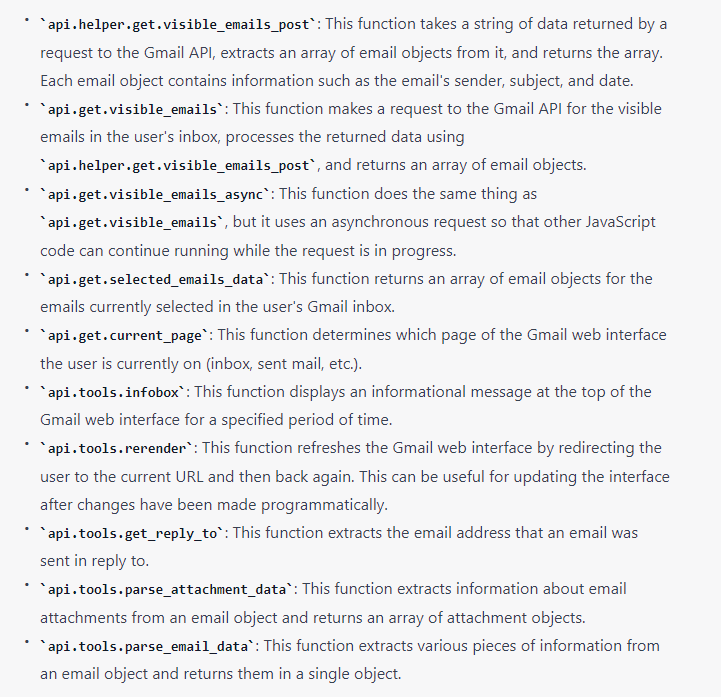 • `api.helper.get.visible_emails_post`: This function takes a string of data returned by a
request to the Gmail API, extracts an array of email objects from it, and returns the array.
Each email object contains information such as the email's sender, subject, and date.
• `api.get.visible_emails`: This function makes a request to the Gmail API for the visible
emails in the user's inbox, processes the returned data using
`api.helper.get.visible_emails_post`, and returns an array of email objects.
• `api.get.visible_emails_async`: This function does the same thing as
`api.get.visible_emails`, but it uses an asynchronous request so that other JavaScript
code can continue running while the request is in progress.
• `api.get.selected_emails_data`: This function returns an array of email objects for the
emails currently selected in the user's Gmail inbox.
• `api.get.current_page`: This function determines which page of the Gmail web interface
the user is currently on (inbox, sent mail, etc.).
• `api.tools.infobox`: This function displays an informational message at the top of the
Gmail web interface for a specified period of time.
• `api.tools.rerender`: This function refreshes the Gmail web interface by redirecting the
user to the current URL and then back again. This can be useful for updating the interface
after changes have been made programmatically.
• `api.tools.get_reply_to`: This function extracts the email address that an email was
sent in reply to.
• `api.tools.parse_attachment_data`: This function extracts information about email
attachments from an email object and returns an array of attachment objects.
• `api.tools.parse_email_data`: This function extracts various pieces of information from
an email object and returns them in a single object.